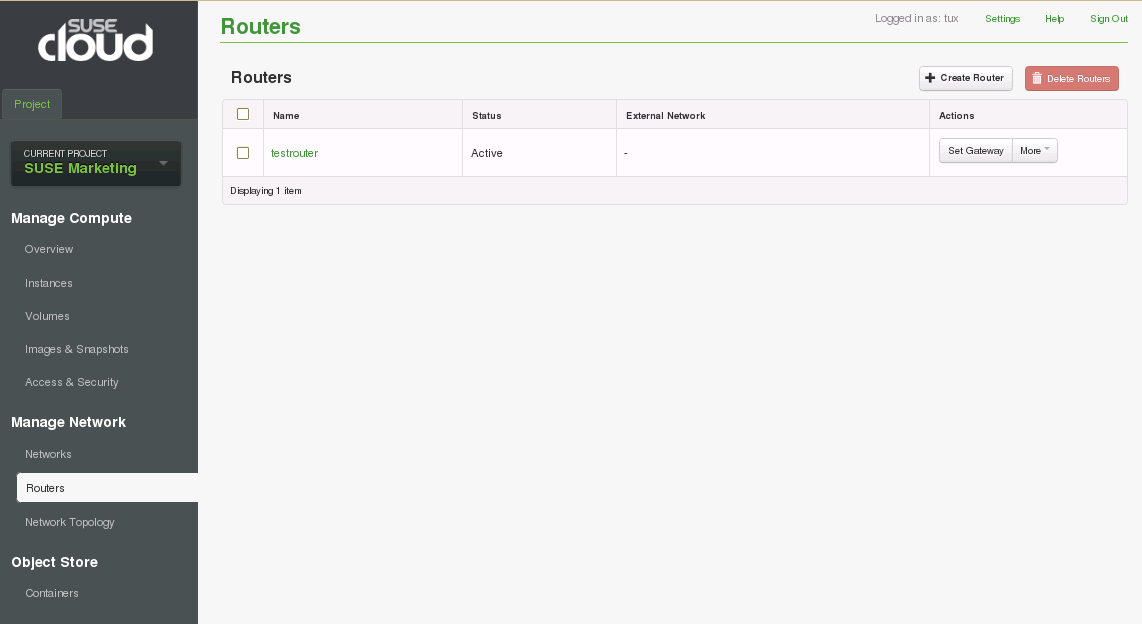 SUSE
cloud
Project
CURRENT PROJECT
SUSE Marketing
Manage Compute
Overview
Instances
Volumes
Images & Snapshots
Access & Security
Manage Network
Networks
Routers
Network Topology
Object Store
Containers
Routers
Logged in as: tux Settings Help Sign Out
Routers
Create Router Delete Routers
Name Status External Network Actions
testrouter Active - Set Gateway More
Displaying 1 item